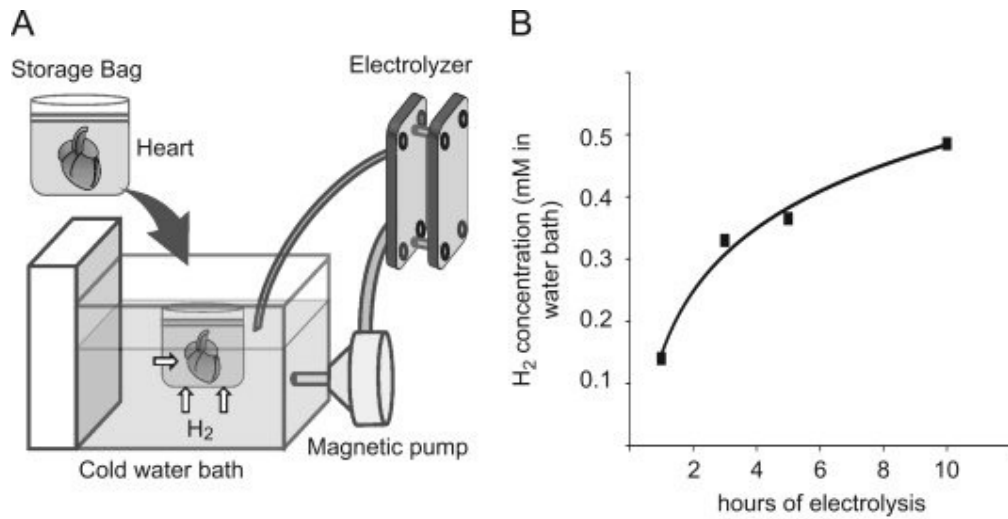 A
Storage Bag
Heart
Electrolyzer
H₂
Magnetic pump
Cold water bath
B
H₂ concentration (mM in
water bath)
0.5
0.4
0.3
0.2
0.1
2 4 6 8 10
hours of electrolysis